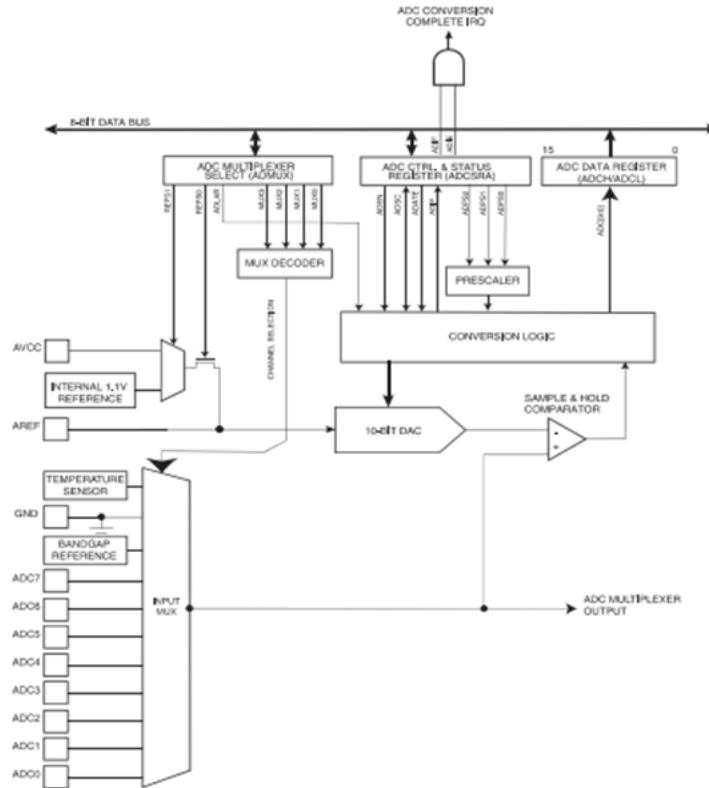 ADC CONVERSION
COMPLETE IRQ
8-BIT DATA BUS
ADIF
ADIE
15
0
ADC MULTIPLEXER
SELECT (ADMUX)
ADC CTRL & STATUS
REGISTER (ADCSRA)
ADC DATA REGISTER
(ADCH/ADCL)
REFS1
REFS0
ADLAR
MUX3
MUX2
MUX1
MUX0
ADEN
ADSC
ADATE
ADIF
ADPS2
ADPS1
ADPS0
ADC[9:0]
MUX DECODER
PRESCALER
CHANNEL SELECTION
CONVERSION LOGIC
AVCC
INTERNAL 1.1V
REFERENCE
SAMPLE & HOLD
COMPARATOR
AREF
10-BIT DAC
-
+
TEMPERATURE
SENSOR
GND
BANDGAP
REFERENCE
ADC7
ADC6
ADC5
ADC4
ADC3
ADC2
ADC1
ADC0
INPUT
MUX
ADC MULTIPLEXER
OUTPUT